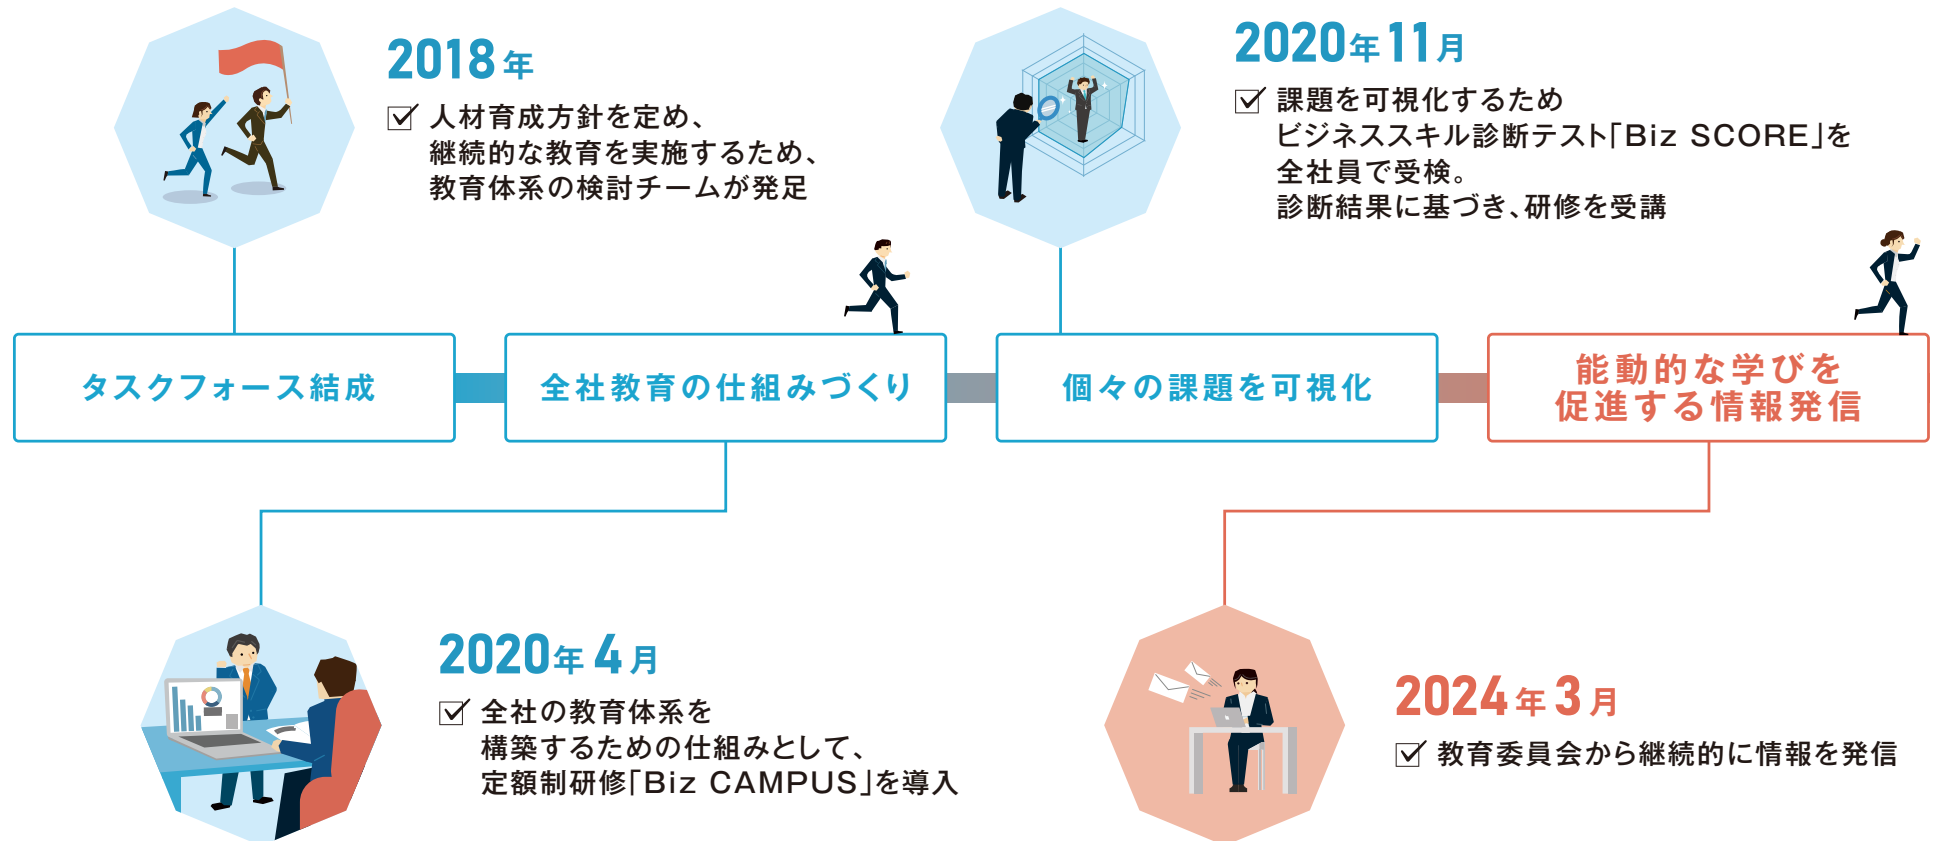 2018年
人材育成方針を定め、
継続的な教育を実施するため、
教育体系の検討チームが発足
2020年11月
課題を可視化するため
ビジネススキル診断テスト「Biz SCORE」を
全社員で受検。
診断結果に基づき、研修を受講
タスクフォース結成
全社教育の仕組みづくり
個々の課題を可視化
能動的な学びを
促進する情報発信
2020年4月
全社の教育体系を
構築するための仕組みとして、
定額制研修「Biz CAMPUS」を導入
2024年3月
教育委員会から継続的に情報を発信